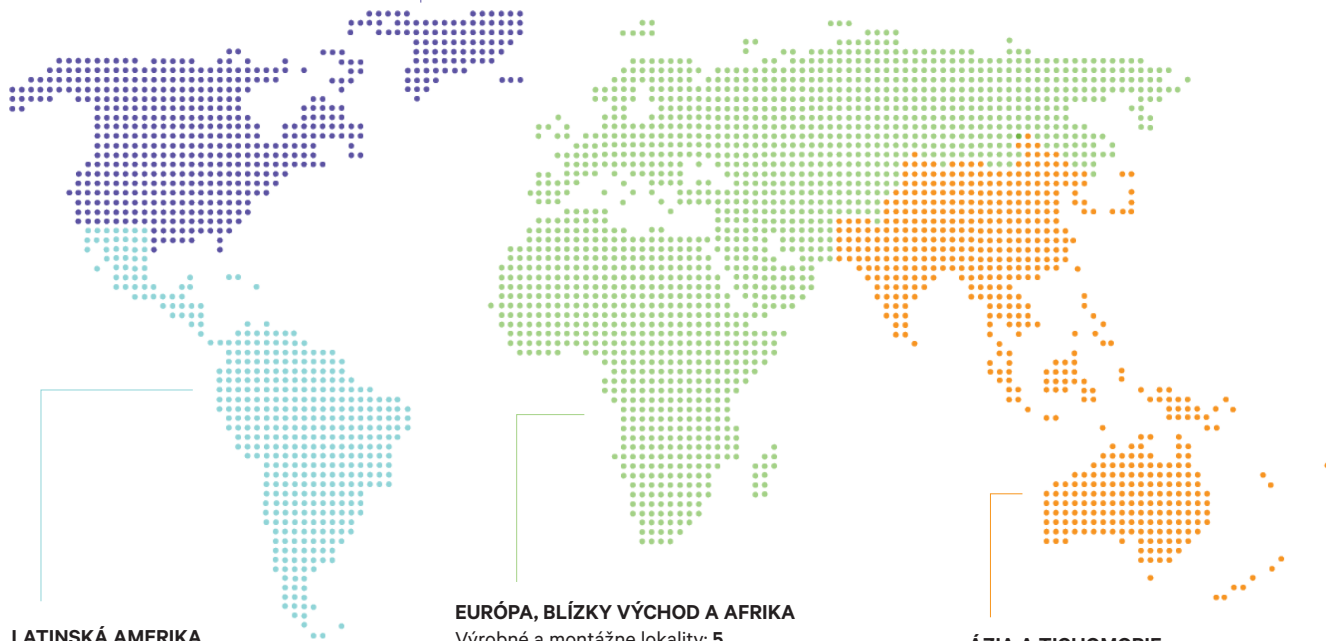 EURÓPA, BLÍZKY VÝCHOD A AFRIKA
Výrobné a montážne lokality: 5
LATINSKÁ AMERIKA
ÁZIA A TICHOMORIE